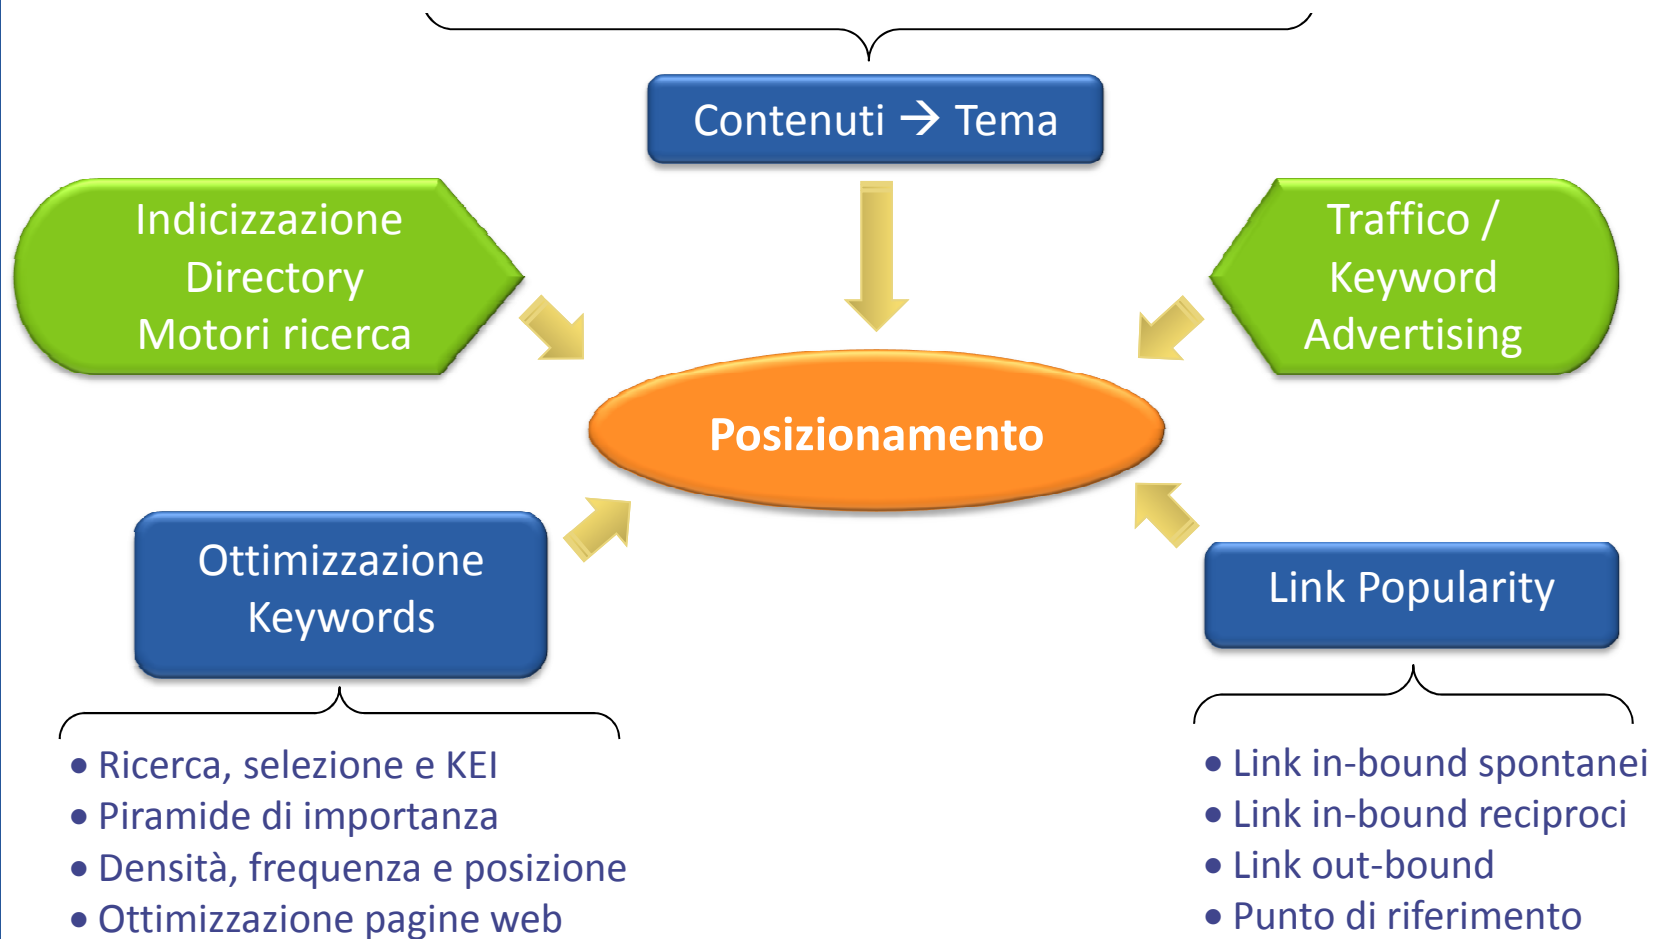 Contenuti → Tema
Indicizzazione
Directory
Motori ricerca
Traffico /
Keyword
Advertising
Posizionamento
Ottimizzazione
Keywords
Link Popularity
• Ricerca, selezione e KEI
• Piramide di importanza
• Densità, frequenza e posizione
• Ottimizzazione pagine web
• Link in-bound spontanei
• Link in-bound reciproci
• Link out-bound
• Punto di riferimento